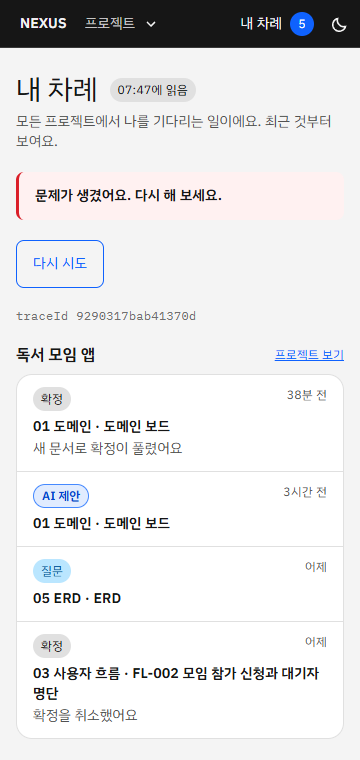 NEXUS 프로젝트 내 차례 5
내 차례 07:47에 읽음
모든 프로젝트에서 나를 기다리는 일이에요. 최근 것부터
보여요.
문제가 생겼어요. 다시 해 보세요.
다시 시도
traceId 9290317bab41370d
독서 모임 앱 프로젝트 보기
확정 38분 전
01 도메인 · 도메인 보드
새 문서로 확정이 풀렸어요
AI 제안 3시간 전
01 도메인 · 도메인 보드
질문 어제
05 ERD · ERD
확정 어제
03 사용자 흐름 · FL-002 모임 참가 신청과 대기자
명단
확정을 취소했어요